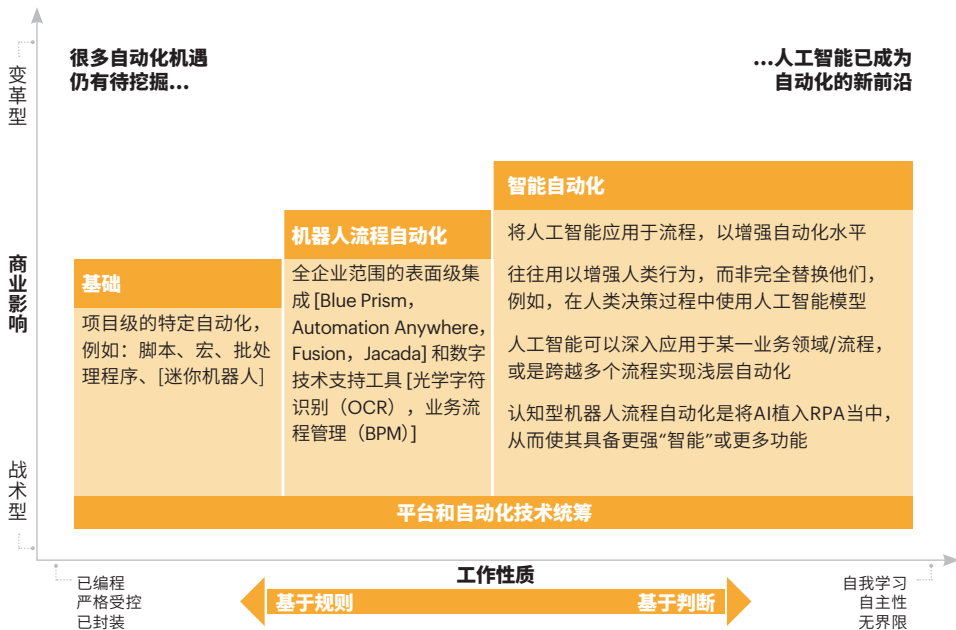 很多自动化机遇
仍有待挖掘...
...人工智能已成为
自动化的新前沿
变革型
商业影响
战术型
基础
项目级的特定自动化，
例如：脚本、宏、批处
理程序、[迷你机器人]
机器人流程自动化
全企业范围的表面级集
成 [Blue Prism，
Automation Anywhere，
Fusion，Jacada] 和数字
技术支持工具 [光学字符
识别（OCR），业务流
程管理（BPM）]
智能自动化
将人工智能应用于流程，以增强自动化水平
往往用以增强人类行为，而非完全替换他们，
例如，在人类决策过程中使用人工智能模型
人工智能可以深入应用于某一业务领域/流程，
或是跨越多个流程实现浅层自动化
认知型机器人流程自动化是将AI植入RPA当中，
从而使其具备更强“智能”或更多功能
平台和自动化技术统筹
工作性质
已编程
严格受控
已封装
基于规则
基于判断
自我学习
自主性
无界限